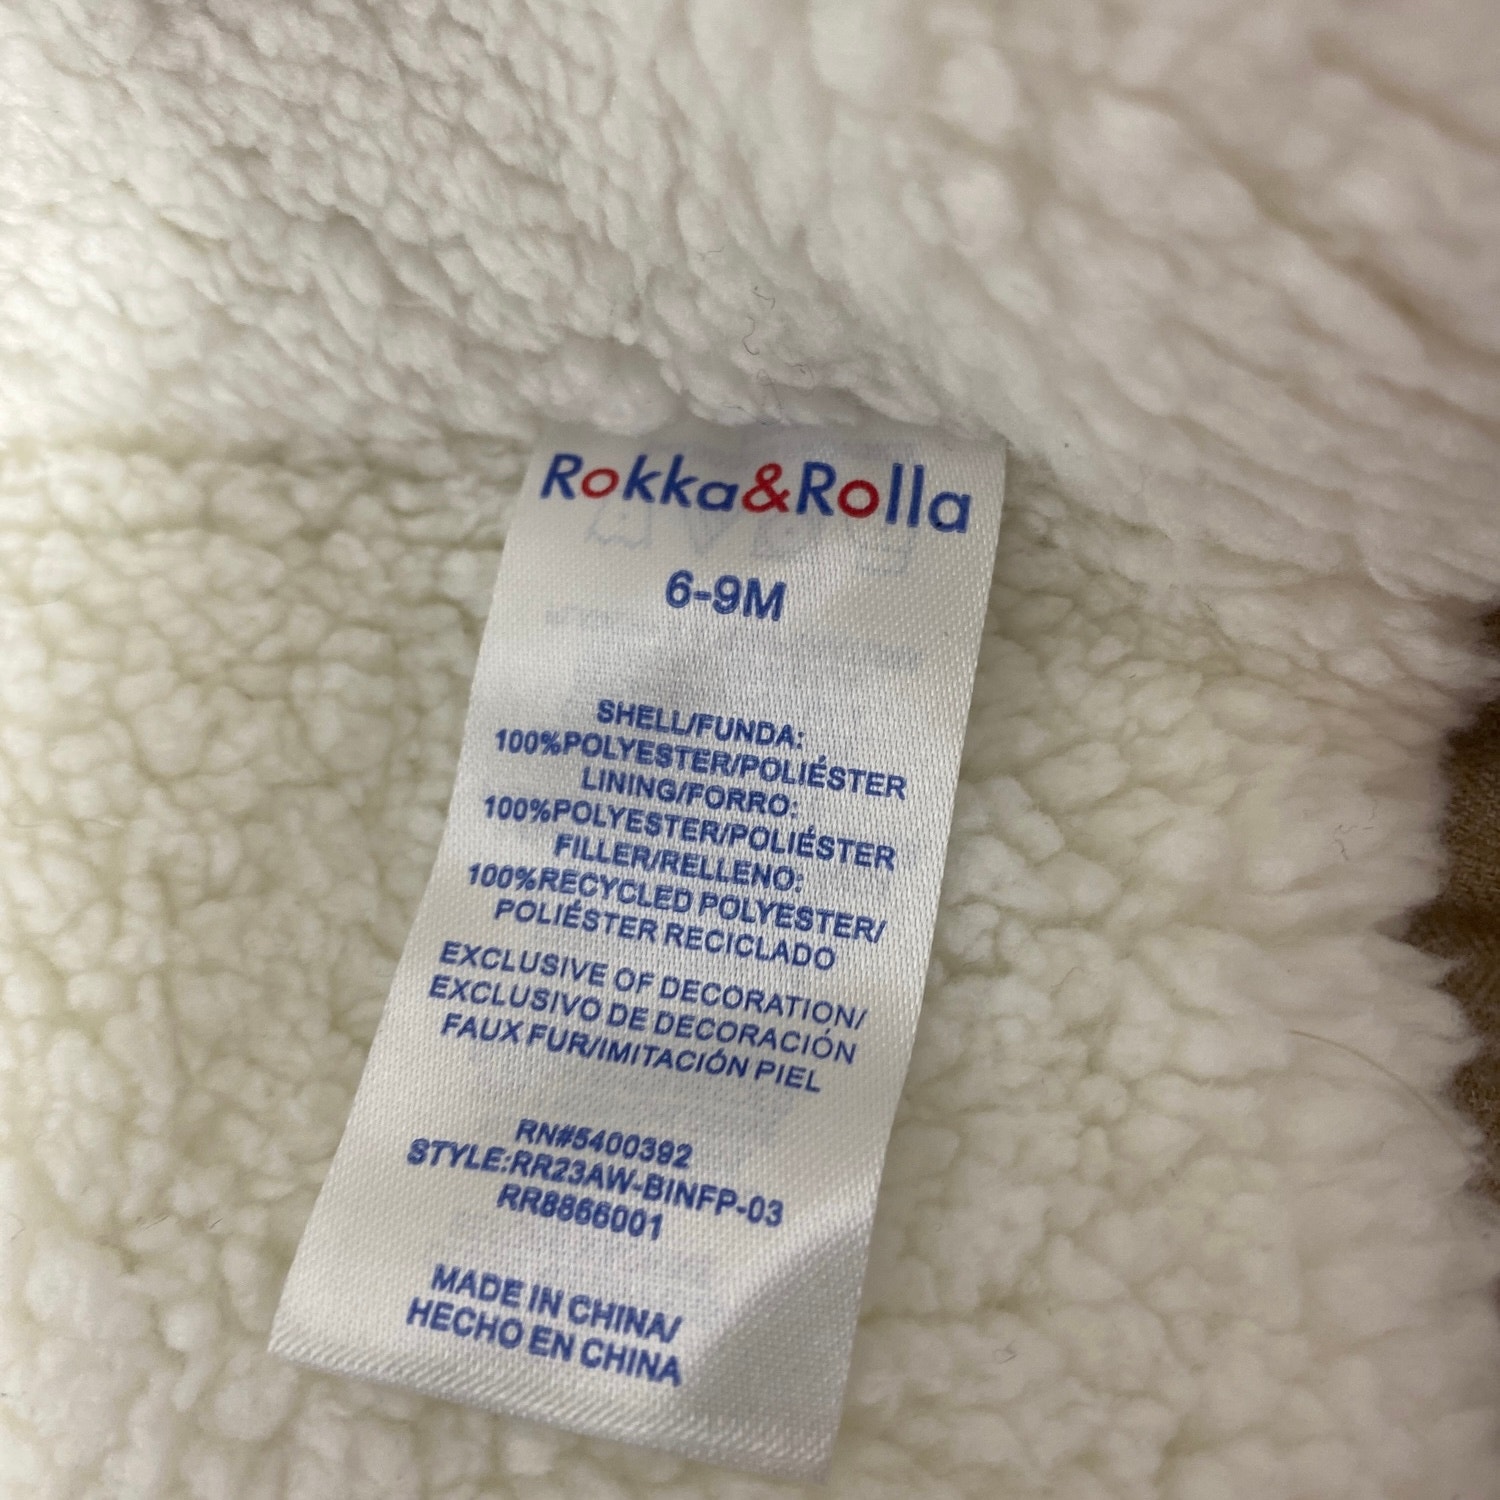 Rokka&Rolla
6-9M
SHELL/FUNDA:
100%POLYESTER/POLIÉSTER
LINING/FORRO:
100%POLYESTER/POLIÉSTER
FILLER/RELLENO:
100%RECYCLED POLYESTER/
POLIÉSTER RECICLADO
EXCLUSIVE OF DECORATION/
EXCLUSIVO DE DECORACIÓN
FAUX FUR/IMITACIÓN PIEL
RN#5400392
STYLE:RR23AW-BINFP-03
RR8866001
MADE IN CHINA/
HECHO EN CHINA